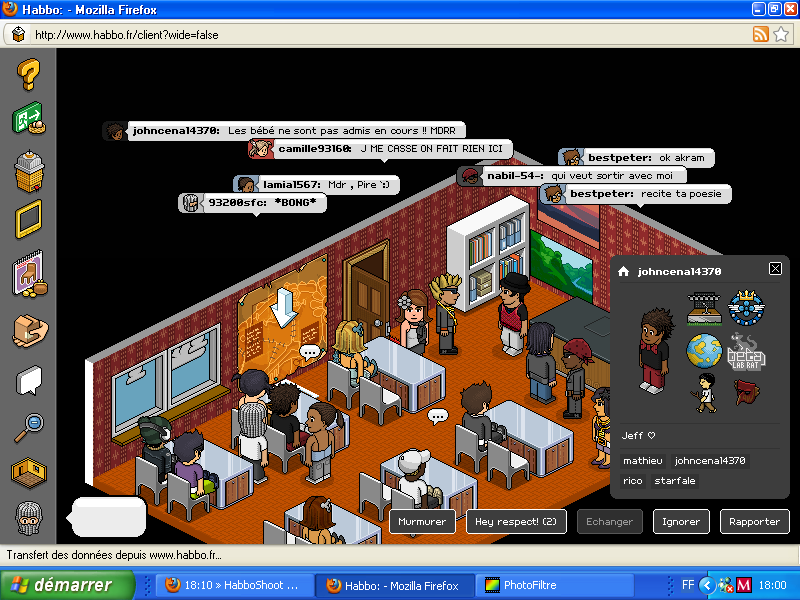 Habbo: - Mozilla Firefox
http://www.habbo.fr/client?wide=false
johncena14370: Les bébé ne sont pas admis en cours !! MDRR
camille93160: J ME CASSE ON FAIT RIEN ICI
bestpeter: ok akram
nabil-54-: qui veut sortir avec moi
lamia1567: Mdr , Pire `:)
bestpeter: recite ta poesie
93200sfc: *BONG*
johncena14370
beta
LAB RAT
Jeff ♡
mathieu johncena14370
rico starfale
Murmurer Hey respect! (2) Echanger Ignorer Rapporter
Transfert des données depuis www.habbo.fr...
démarrer 18:10 » HabboShoot ... Habbo: - Mozilla Firefox PhotoFiltre FF M 18:00